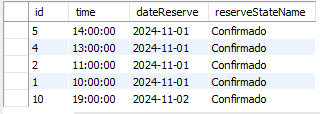 id time dateReserve reserveStateName
5 14:00:00 2024-11-01 Confirmado
4 13:00:00 2024-11-01 Confirmado
2 11:00:00 2024-11-01 Confirmado
1 10:00:00 2024-11-01 Confirmado
10 19:00:00 2024-11-02 Confirmado